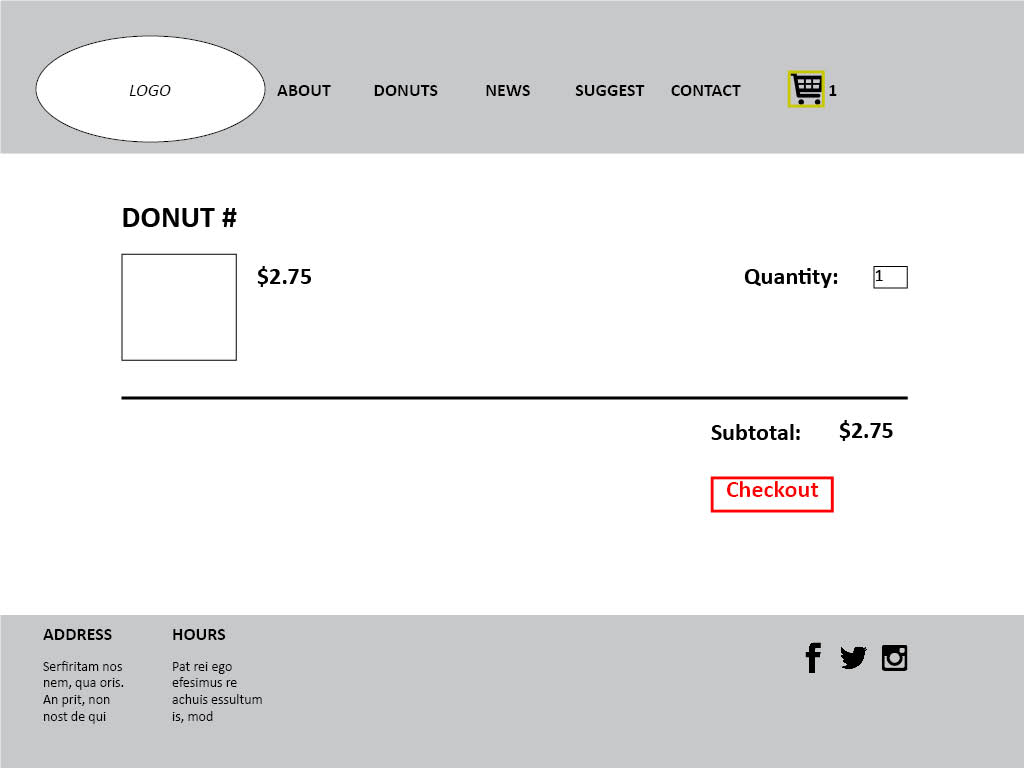 LOGO
ABOUT DONUTS NEWS SUGGEST CONTACT 1
DONUT #
$2.75 Quantity: 1
Subtotal: $2.75
Checkout
ADDRESS
Serfiritam nos
nem, qua oris.
An prit, non
nost de qui
HOURS
Pat rei ego
efesimus re
achuis essultum
is, mod